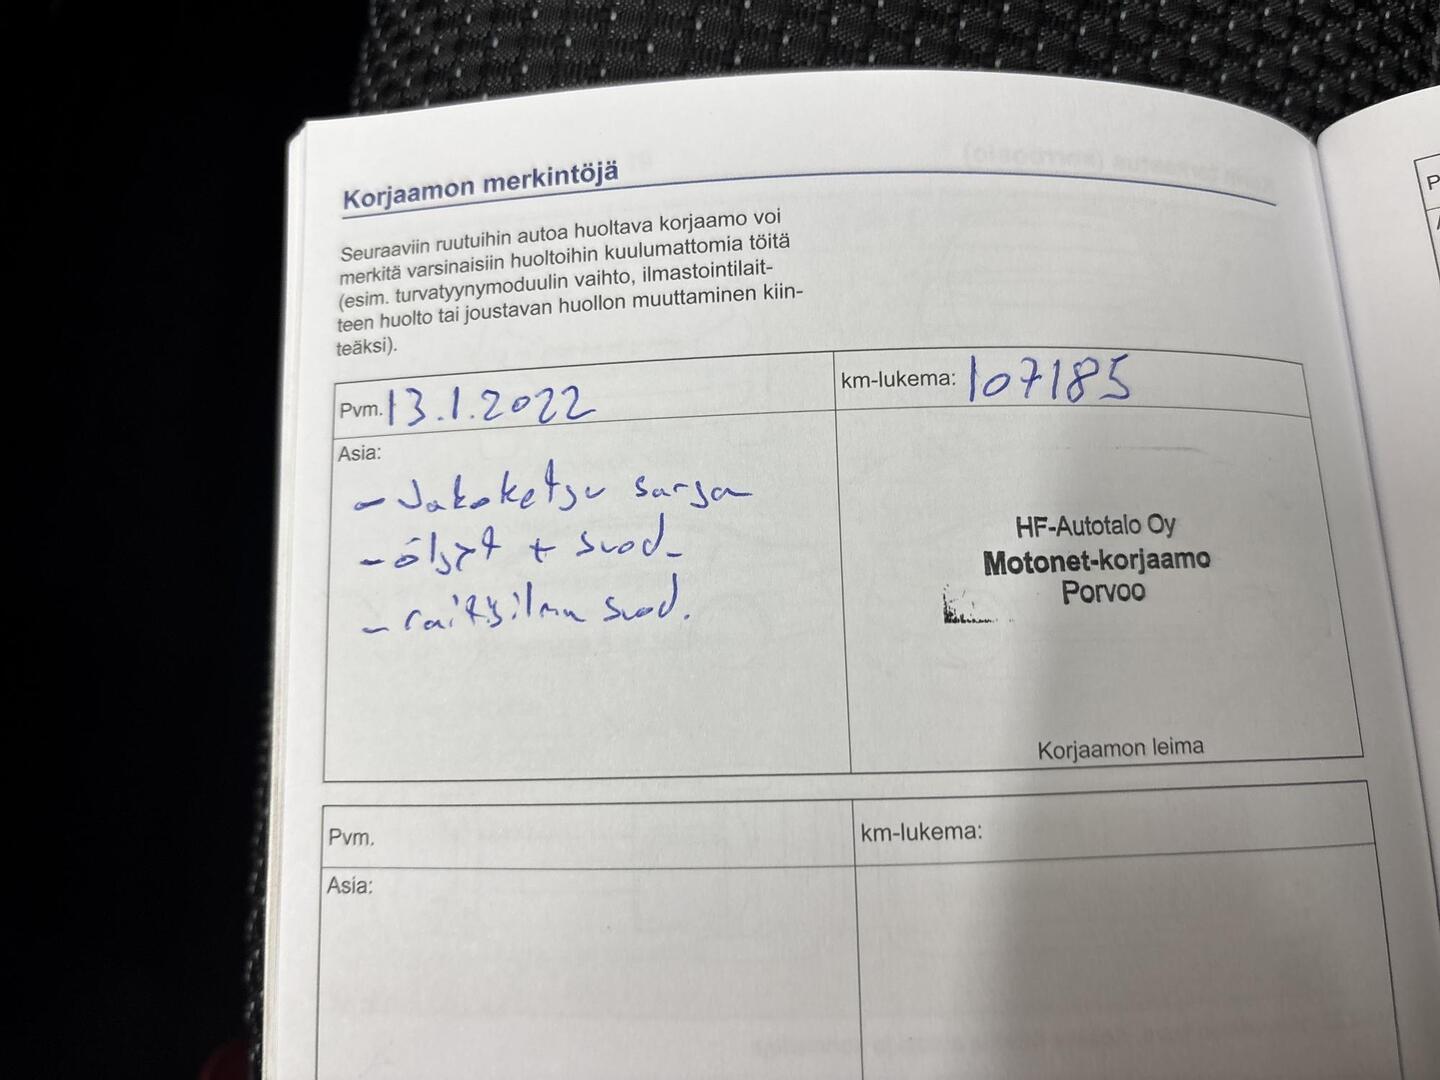 Korjaamon merkintöjä
Seuraaviin ruutuihin autoa huoltava korjaamo voi
merkitä varsinaisiin huoltoihin kuulumattomia töitä
(esim. turvatyynymoduulin vaihto, ilmastointilait-
teen huolto tai joustavan huollon muuttaminen kiin-
teäksi).
Pvm. 13.1.2022
km-lukema: 107185
Asia:
- Jakoketju sarja
- öljyt + suod.
- raitisilma suod.
HF-Autotalo Oy
Motonet-korjaamo
Porvoo
Korjaamon leima
Pvm.
km-lukema:
Asia: